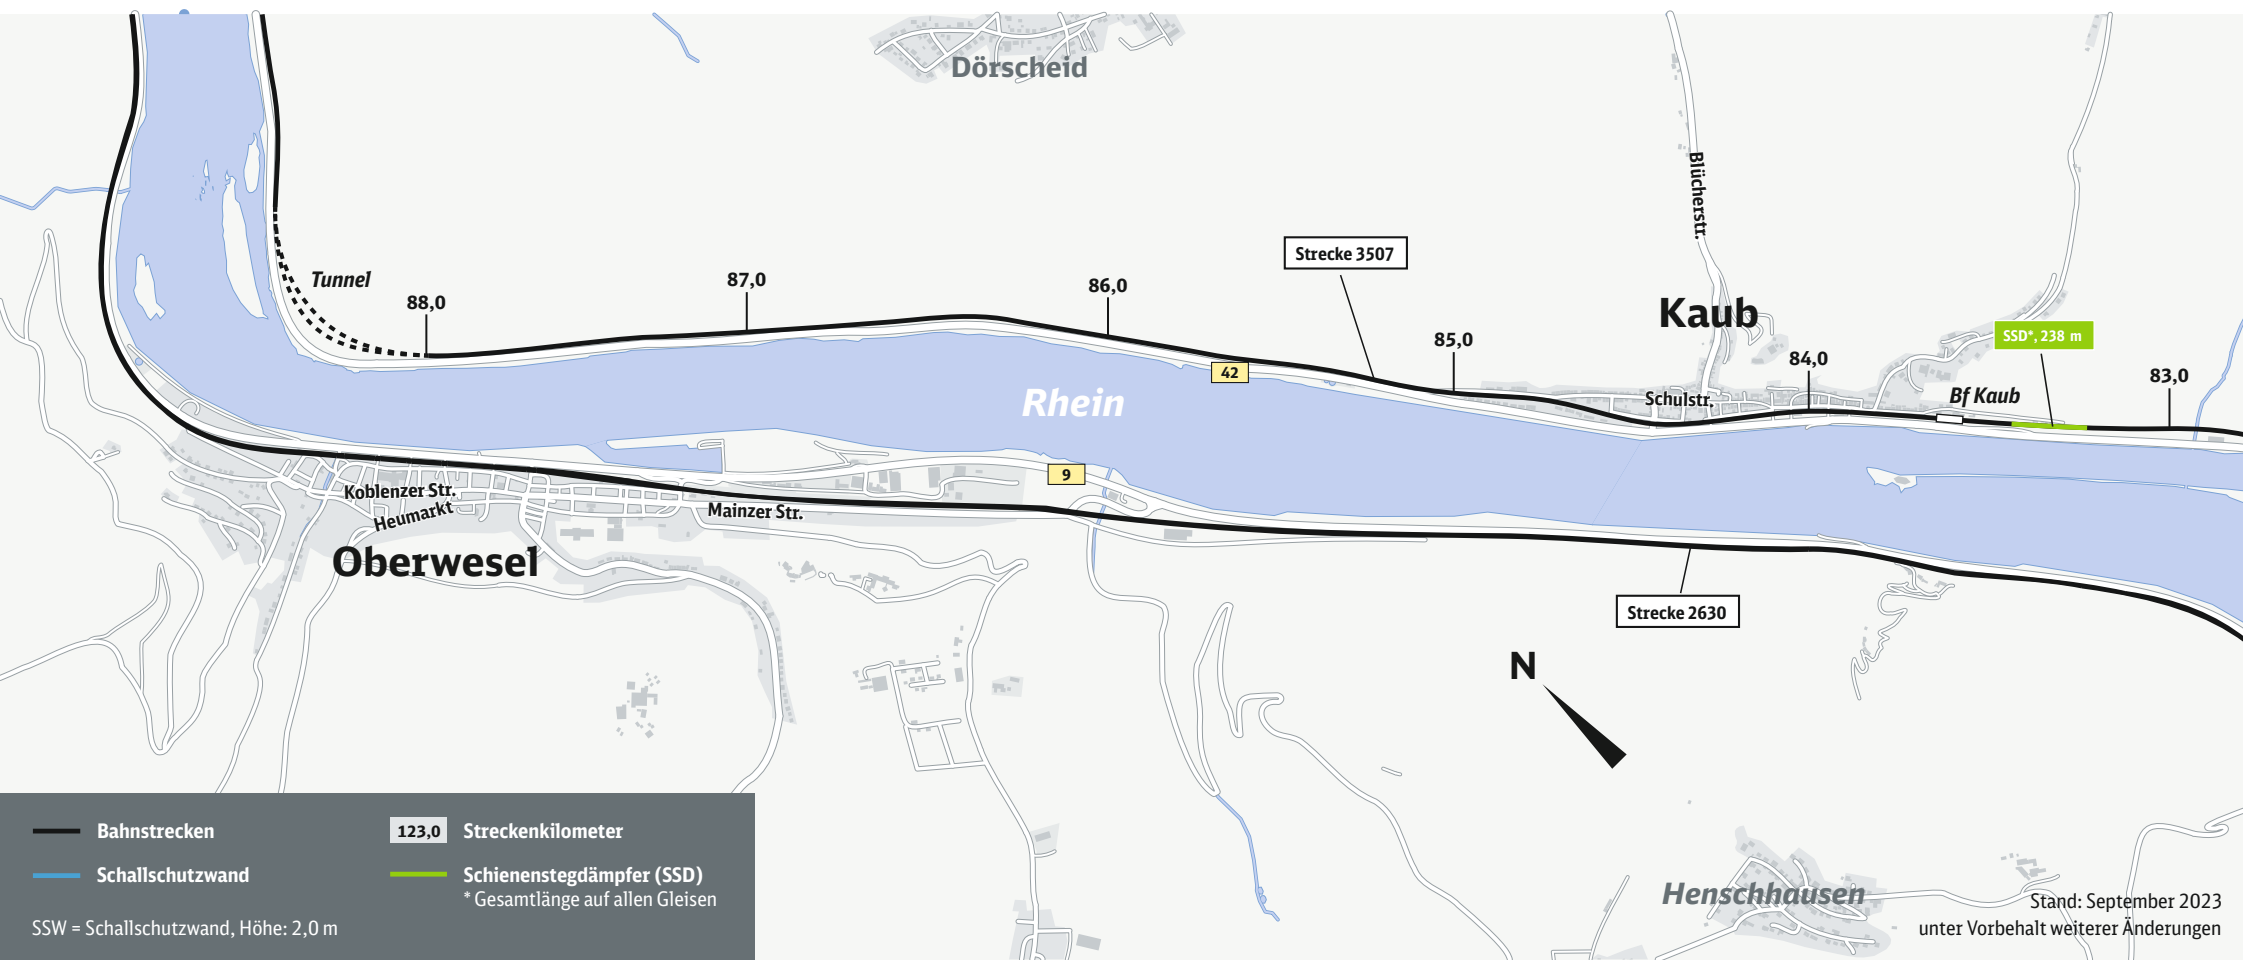 Dörscheid
Blücherstr.
Strecke 3507
Tunnel
88,0
87,0
86,0
85,0
Kaub
84,0
SSD*, 238 m
83,0
42
Schulstr.
Bf Kaub
Rhein
9
Koblenzer Str.
Heumarkt
Mainzer Str.
Oberwesel
Strecke 2630
N
Henschhausen
Bahnstrecken
Schallschutzwand
SSW = Schallschutzwand, Höhe: 2,0 m
123,0 Streckenkilometer
Schienenstegdämpfer (SSD)
* Gesamtlänge auf allen Gleisen
Stand: September 2023
unter Vorbehalt weiterer Änderungen